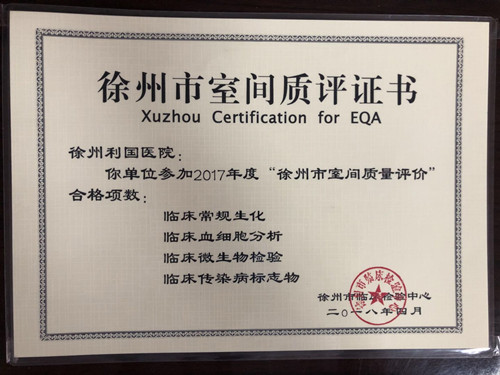 徐州市室间质评证书
Xuzhou Certification for EQA
徐州利国医院：
你单位参加2017年度“徐州市室间质量评价”
合格项数：
临床常规生化
临床血细胞分析
临床微生物检验
临床传染病标志物
徐州市临床检验中心
二〇一八年四月